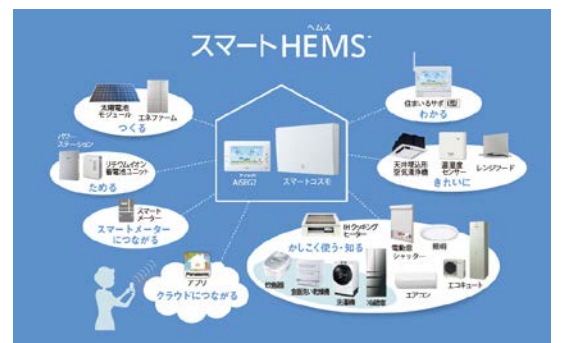 ヘムス
スマートHEMS
太陽電池
モジュール
エネファーム
つくる
パワー
ステーション
リチウムイオン
蓄電池ユニット
ためる
スマート
メーター
スマートメーター
につながる
Panasonic
アプリ
クラウドにつながる
AiSEG2
スマートコスモ
住まいるサポ
わかる
天井埋込形
空気清浄機
温湿度
センサー
レンジフード
きれいに
IHクッキング
ヒーター
かしこく使う・知る
電動窓
シャッター
照明
炊飯器
食器洗い乾燥機
洗濯機
冷蔵庫
エアコン
エコキュート